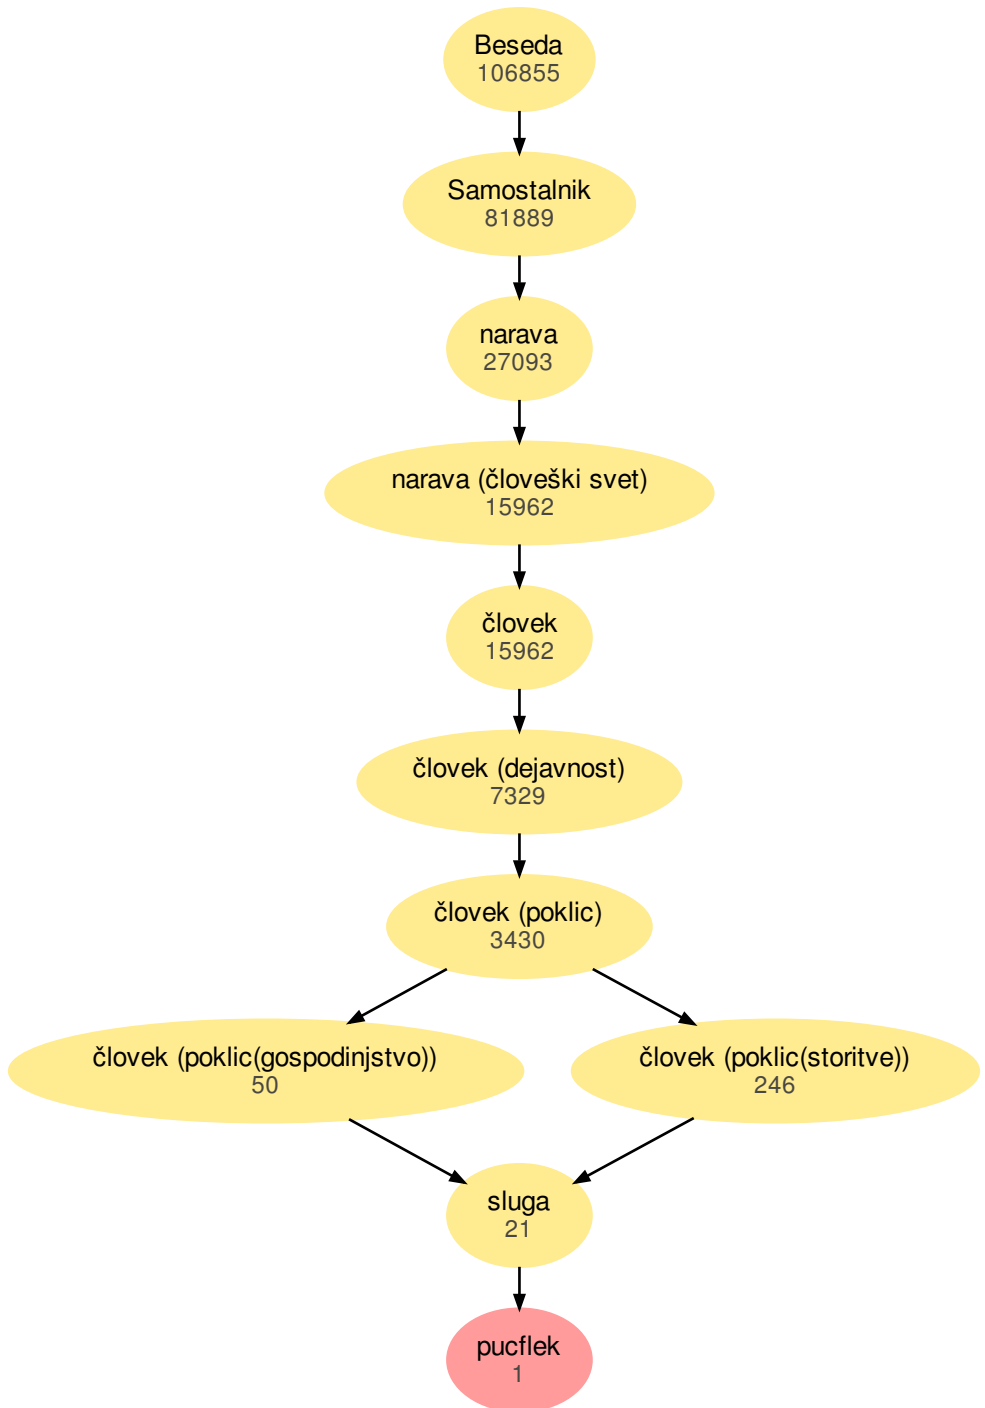 Beseda
106855
Samostalnik
81889
narava
27093
narava (človeški svet)
15962
človek
15962
človek (dejavnost)
7329
človek (poklic)
3430
človek (poklic(gospodinjstvo))
50
človek (poklic(storitve))
246
sluga
21
pucflek
1